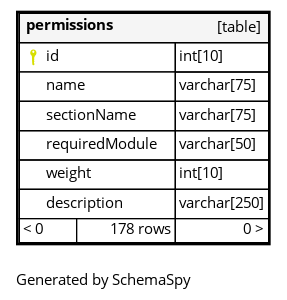 permissions [table]
id int[10]
name varchar[75]
sectionName varchar[75]
requiredModule varchar[50]
weight int[10]
description varchar[250]
< 0 178 rows 0 >
Generated by SchemaSpy